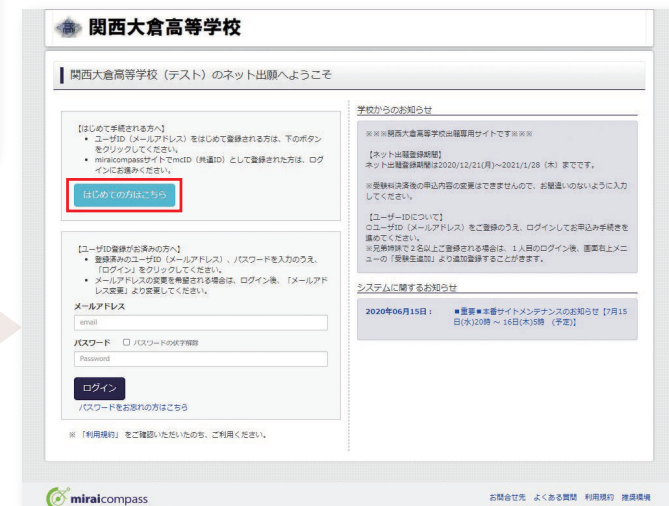 関西大倉高等学校
関西大倉高等学校（テスト）のネット出願へようこそ
【はじめて手続される方へ】
• ユーザID（メールアドレス）をはじめて登録される方は、下のボタン
をクリックしてください。
• miraicompassサイトでmcID（共通ID）として登録された方は、ログ
インにお進みください。
はじめての方はこちら
【ユーザID登録がお済みの方へ】
• 登録済みのユーザID（メールアドレス）、パスワードを入力のうえ、
「ログイン」をクリックしてください。
• メールアドレスの変更を希望される場合は、ログイン後、「メールアド
レス変更」より変更してください。
メールアドレス
email
パスワード □ パスワードの伏字解除
Password
ログイン
パスワードをお忘れの方はこちら
※ 「利用規約」 をご確認いただいたのち、ご利用ください。
学校からのお知らせ
※※※関西大倉高等学校出願専用サイトです※※※
【ネット出願登録期間】
ネット出願登録期間は2020/12/21(月)～2021/1/28（木）までです。
※受験料決済後の申込内容の変更はできませんので、お間違いのないように入力
してください。
【ユーザーIDについて】
○ユーザID（メールアドレス）をご登録のうえ、ログインしてお申込み手続きを
進めてください。
※兄弟姉妹で２名以上ご登録される場合は、１人目のログイン後、画面右上メニ
ューの「受験生追加」より追加登録することができます。
システムに関するお知らせ
2020年06月15日： ■重要■本番サイトメンテナンスのお知らせ【7月15
日(水)20時 ～ 16日(木)5時 (予定)】
miraicompass
お問合せ先 よくある質問 利用規約 推奨環境